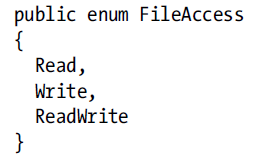 public enum FileAccess
{
  Read,
  Write,
  ReadWrite
}